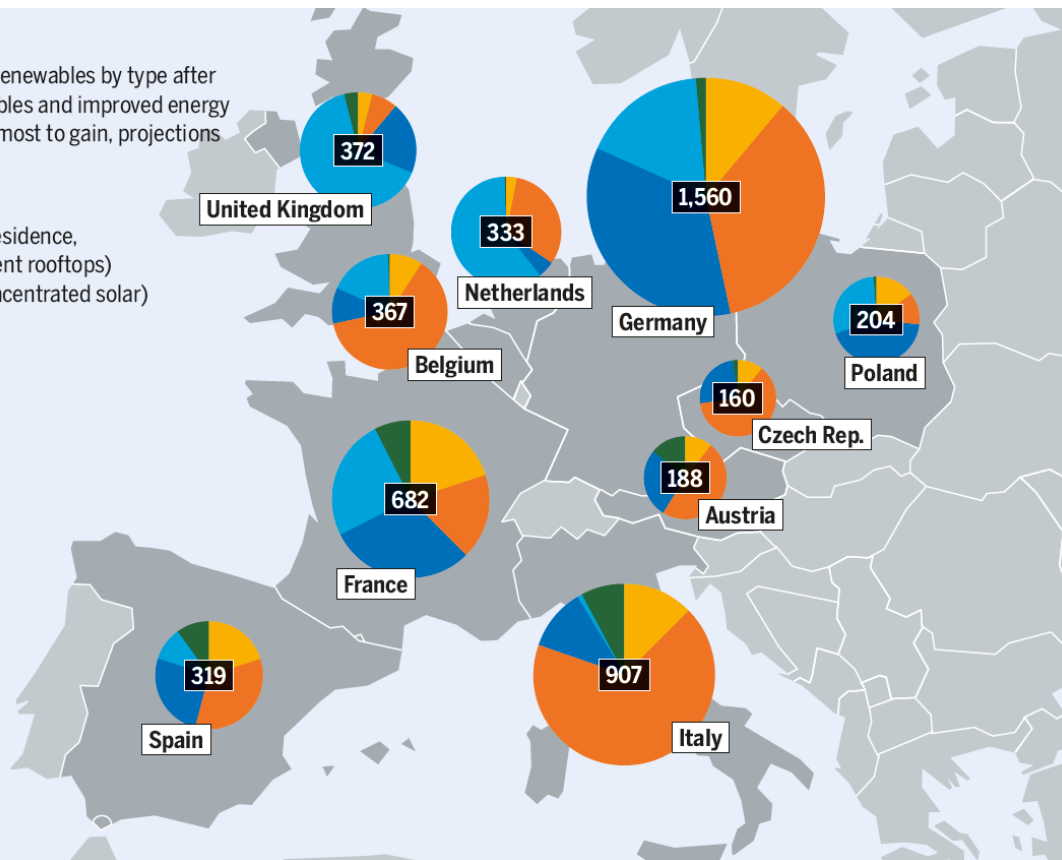 enewables by type after
bles and improved energy
most to gain, projections
esidence,
ent rooftops)
ncentrated solar)
372
United Kingdom
333
Netherlands
1,560
Germany
367
Belgium
204
Poland
160
Czech Rep.
188
Austria
682
France
319
Spain
907
Italy